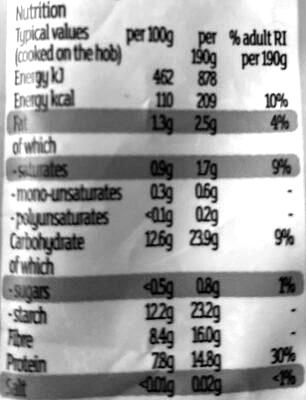 Nutrition
Typical values per 100g per % adult RI
(cooked on the hob) 190g per 190g
Energy kJ 462 878
Energy kcal 110 209 10%
Fat 1.3g 2.5g 4%
of which
- saturates 0.9g 1.7g 9%
- mono-unsaturates 0.3g 0.6g -
- polyunsaturates <0.1g 0.2g -
Carbohydrate 12.6g 23.9g 9%
of which
- sugars <0.5g 0.8g 1%
- starch 12.2g 23.2g -
Fibre 8.4g 16.0g -
Protein 7.8g 14.8g 30%
Salt <0.01g 0.02g <1%